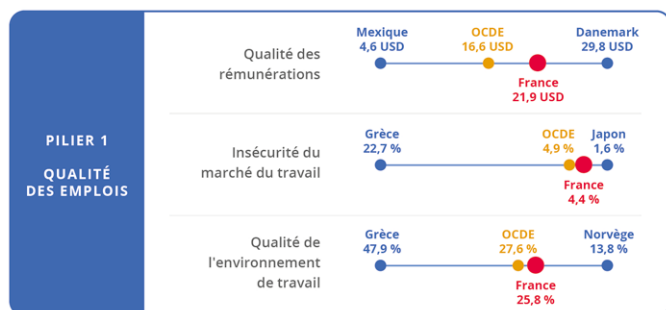 PILIER 1
QUALITÉ
DES EMPLOIS
Qualité des
rémunérations
Mexique
4,6 USD
OCDE
16,6 USD
Danemark
29,8 USD
France
21,9 USD
Insécurité du
marché du travail
Grèce
22,7 %
OCDE
4,9 %
Japon
1,6 %
France
4,4 %
Qualité de
l'environnement
de travail
Grèce
47,9 %
OCDE
27,6 %
Norvège
13,8 %
France
25,8 %